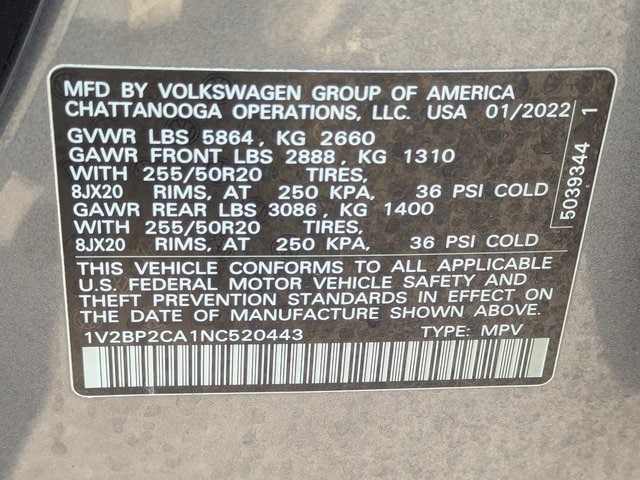 MFD BY VOLKSWAGEN GROUP OF AMERICA
CHATTANOOGA OPERATIONS, LLC. USA 01/2022
GVWR LBS 5864, KG 2660
GAWR FRONT LBS 2888, KG 1310
WITH 255/50R20 TIRES,
8JX20 RIMS, AT 250 KPA, 36 PSI COLD
GAWR REAR LBS 3086, KG 1400
WITH 255/50R20 TIRES,
8JX20 RIMS, AT 250 KPA, 36 PSI COLD
THIS VEHICLE CONFORMS TO ALL APPLICABLE
U.S. FEDERAL MOTOR VEHICLE SAFETY AND
THEFT PREVENTION STANDARDS IN EFFECT ON
THE DATE OF MANUFACTURE SHOWN ABOVE.
1V2BP2CA1NC520443 TYPE: MPV
5039344 1